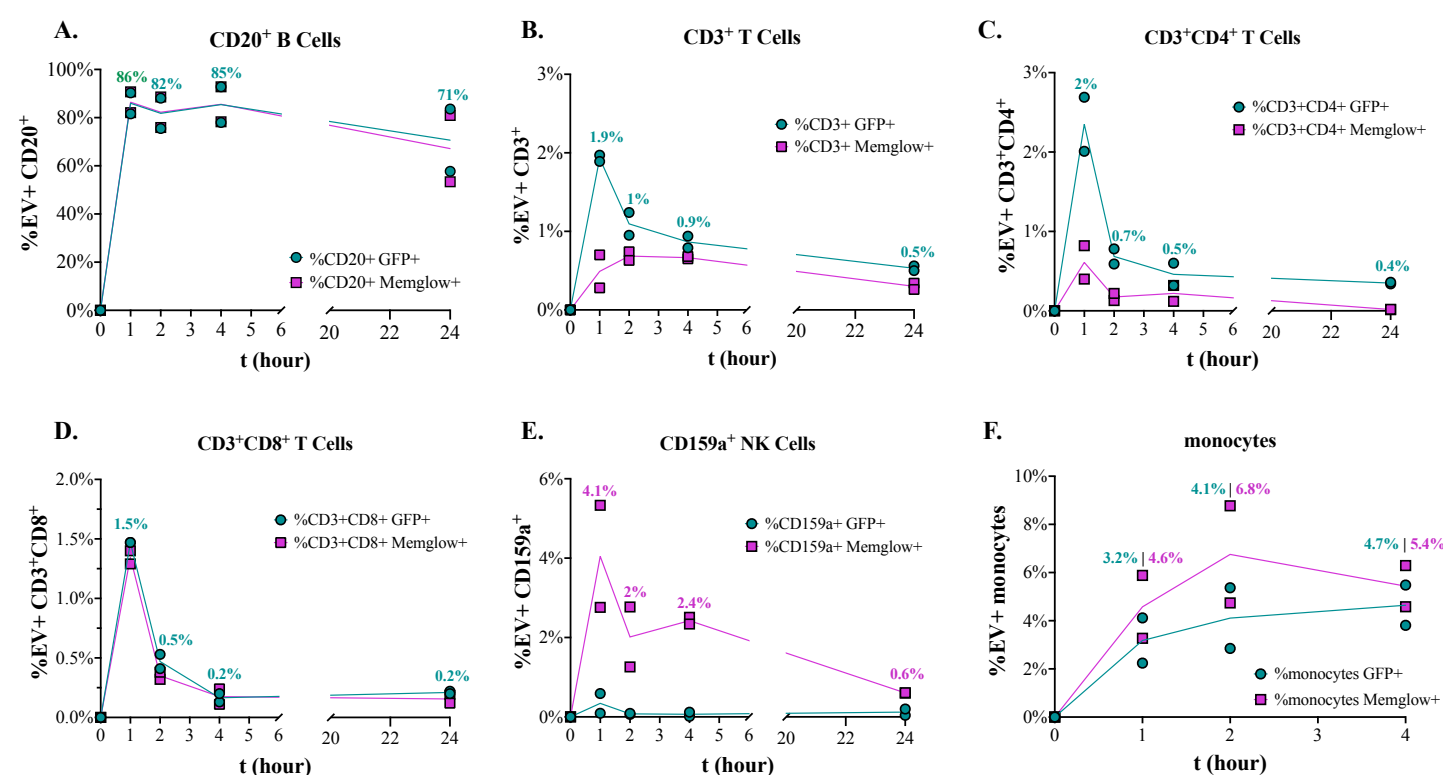 A.
CD20⁺ B Cells
%EV+ CD20⁺
100%
80%
60%
40%
20%
0%
86%
82%
85%
71%
%CD20+ GFP+
%CD20+ Memglow+
0 1 2 3 4 5 6 20 22 24
t (hour)
B.
CD3⁺ T Cells
%EV+ CD3⁺
3%
2%
1%
0%
1.9%
1%
0.9%
0.5%
%CD3+ GFP+
%CD3+ Memglow+
0 1 2 3 4 5 6 20 22 24
t (hour)
C.
CD3⁺CD4⁺ T Cells
%EV+ CD3⁺CD4⁺
3%
2%
1%
0%
2%
0.7%
0.5%
0.4%
%CD3+CD4+ GFP+
%CD3+CD4+ Memglow+
0 1 2 3 4 5 6 20 22 24
t (hour)
D.
CD3⁺CD8⁺ T Cells
%EV+ CD3⁺CD8⁺
2.0%
1.5%
1.0%
0.5%
0.0%
1.5%
0.5%
0.2%
0.2%
%CD3+CD8+ GFP+
%CD3+CD8+ Memglow+
0 1 2 3 4 5 6 20 22 24
t (hour)
E.
CD159a⁺ NK Cells
%EV+ CD159a⁺
6%
4%
2%
0%
4.1%
2%
2.4%
0.6%
%CD159a+ GFP+
%CD159a+ Memglow+
0 1 2 3 4 5 6 20 22 24
t (hour)
F.
monocytes
%EV+ monocytes
10%
8%
6%
4%
2%
0%
3.2% | 4.6%
4.1% | 6.8%
4.7% | 5.4%
%monocytes GFP+
%monocytes Memglow+
0 1 2 3 4
t (hour)